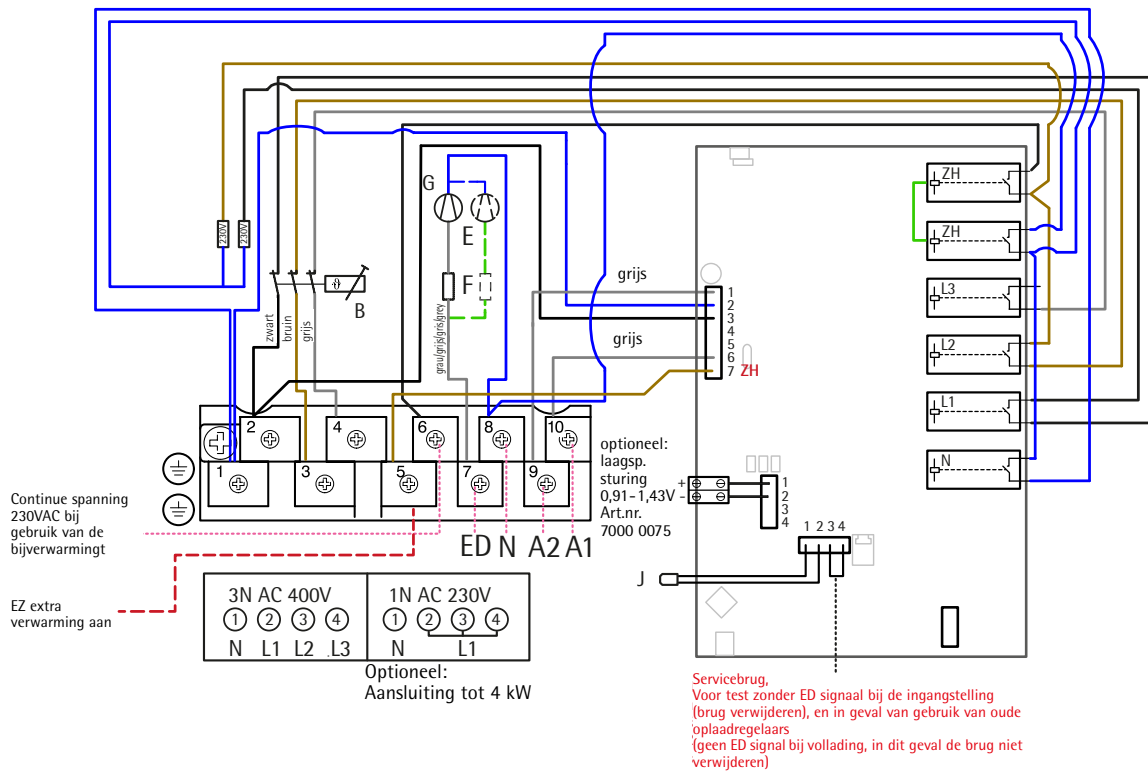 230V
230V
zwart
bruin
grijs
B
G
E
F
grau/grijs/gris/grey
grijs
grijs
1
2
3
4
5
6
7
ZH
ZH
ZH
L3
L2
L1
N
2
4
6
8
10
1
3
5
7
9
ED N A2 A1
optioneel:
laagsp.
sturing
0,91-1,43V
Art.nr.
7000 0075
+
-
1
2
3
4
1 2 3 4
J
Continue spanning
230VAC bij
gebruik van de
bijverwarmingt
EZ extra
verwarming aan
3N AC 400V
1 2 3 4
N L1 L2 .L3
1N AC 230V
1 2 3 4
N L1
Optioneel:
Aansluiting tot 4 kW
Servicebrug,
Voor test zonder ED signaal bij de ingangstelling
(brug verwijderen), en in geval van gebruik van oude
oplaadregelaars
(geen ED signal bij vollading, in dit geval de brug niet
verwijderen)